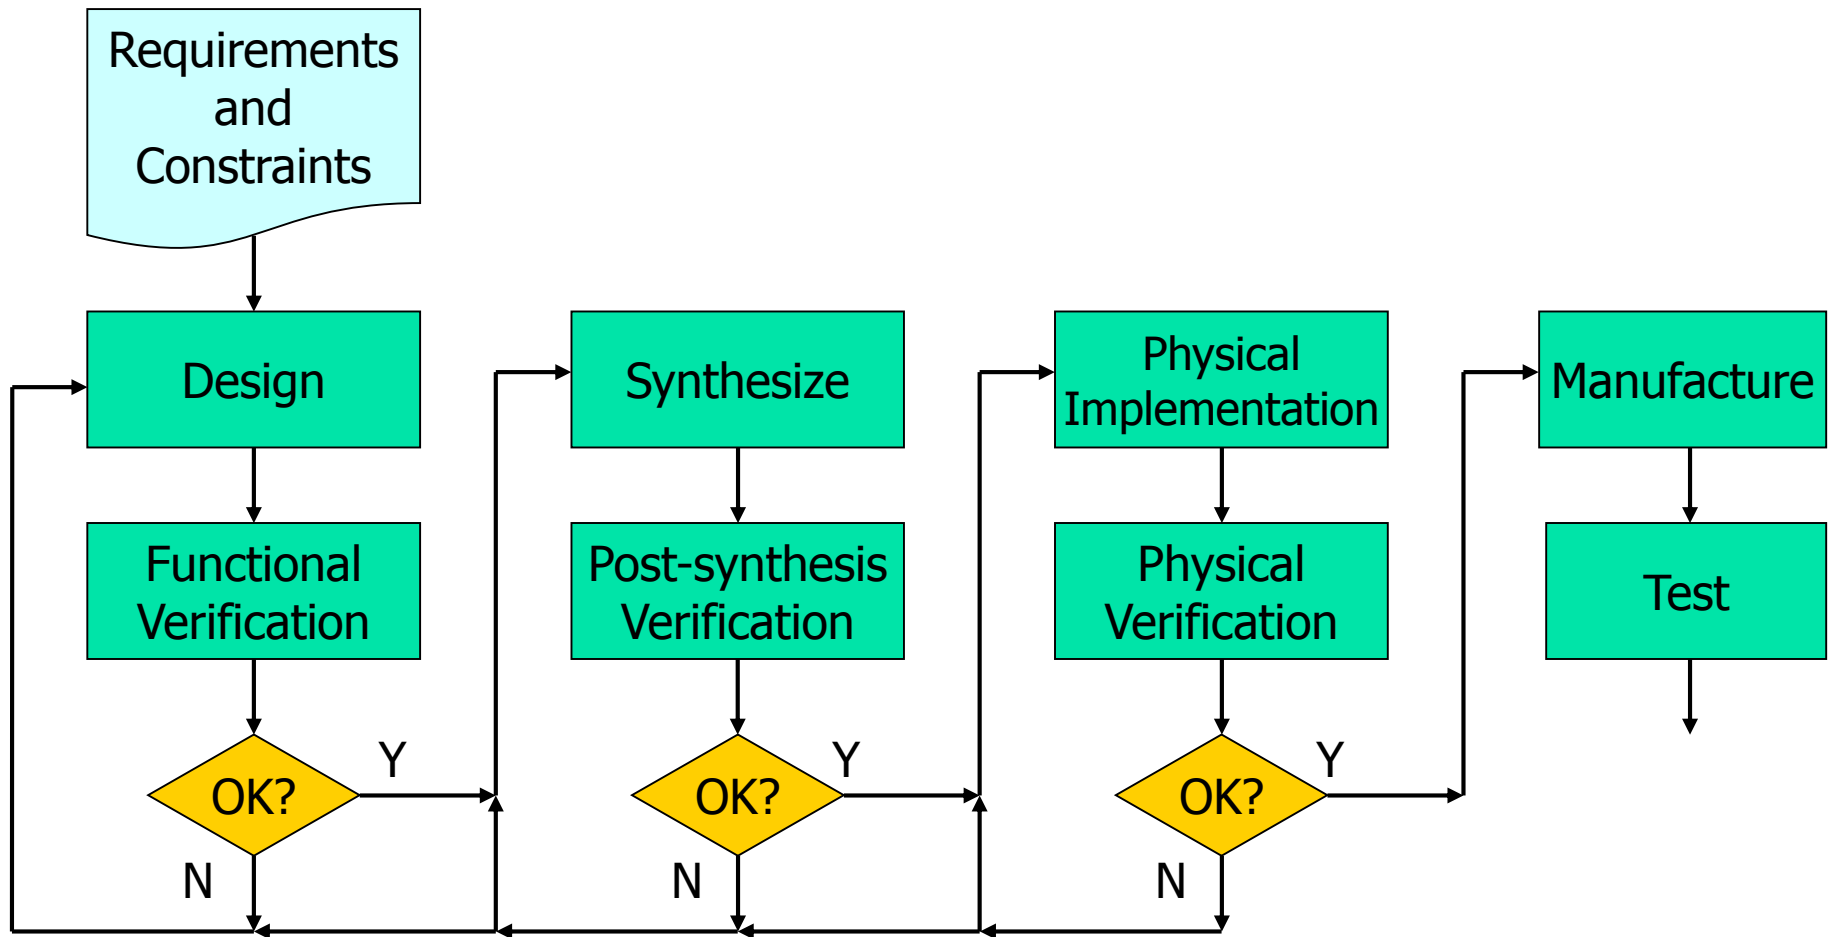 Requirements
and
Constraints
Design
Functional
Verification
OK?
Y
N
Synthesize
Post-synthesis
Verification
OK?
Y
N
Physical
Implementation
Physical
Verification
OK?
Y
N
Manufacture
Test